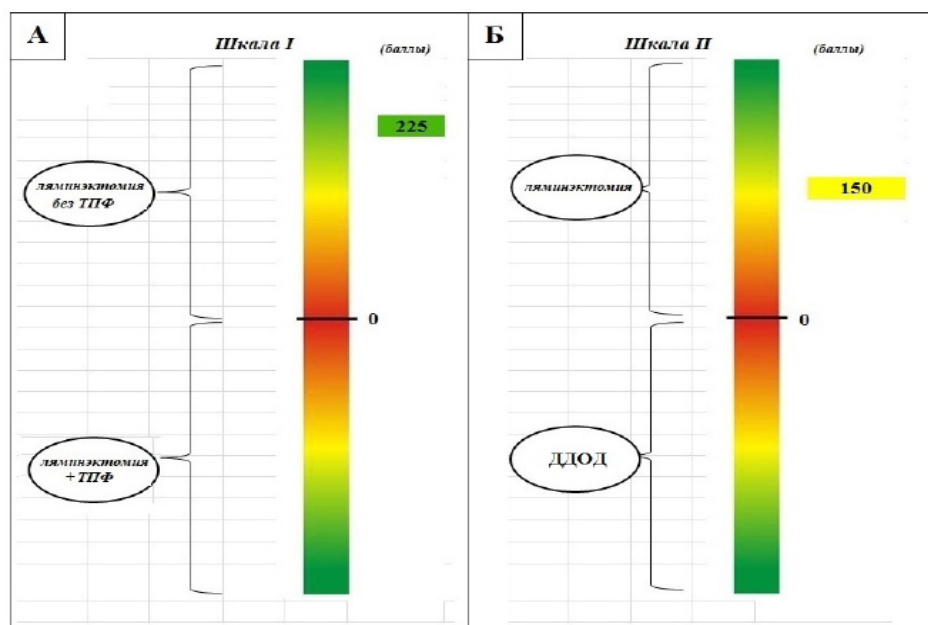 А
Шкала I
(баллы)
225
ляминэктомия
без ТПФ
0
ляминэктомия
+ТПФ
Б
Шкала II
(баллы)
ляминэктомия
150
0
ДДОД